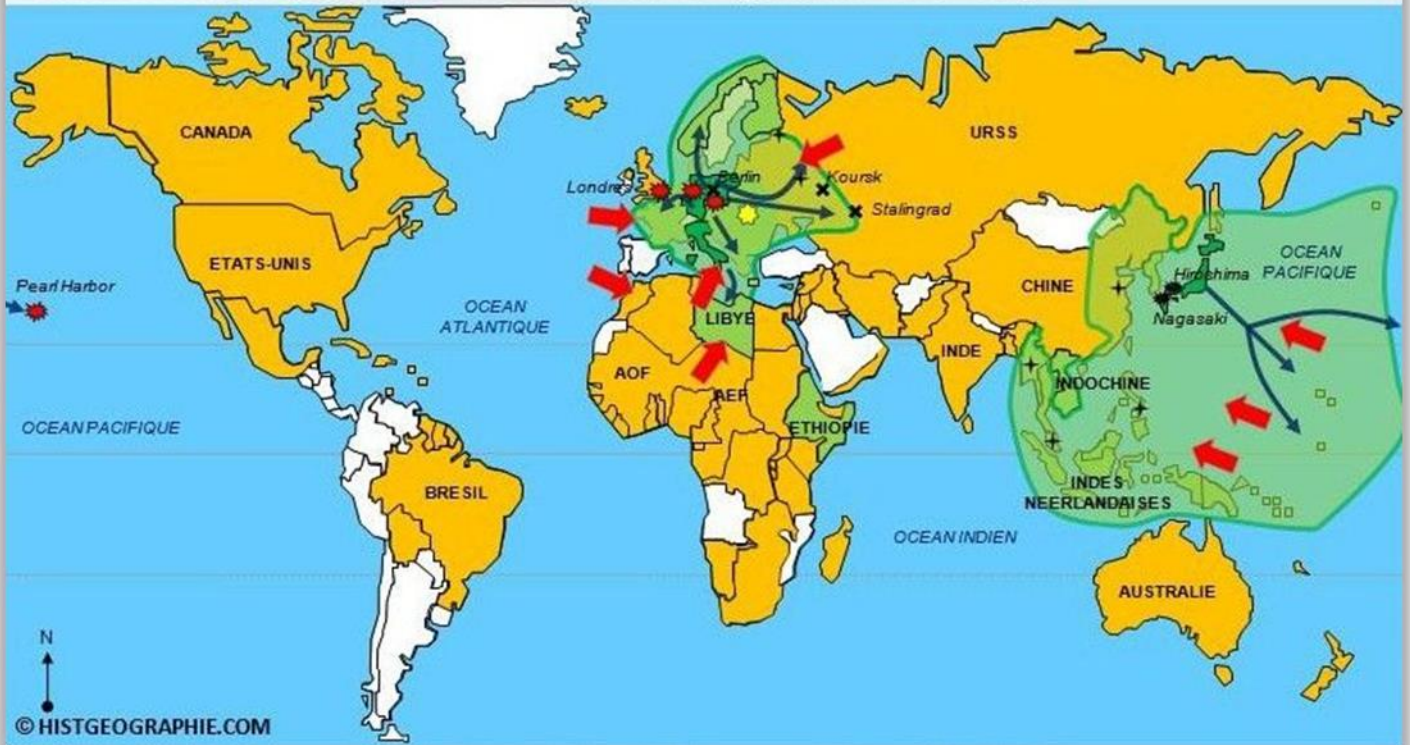 CANADA
URSS
Londres
Berlin
Koursk
Stalingrad
ETATS-UNIS
OCEAN
PACIFIQUE
Pearl Harbor
Hiroshima
CHINE
OCEAN
ATLANTIQUE
LIBYE
Nagasaki
INDE
AOF
AEF
INDOCHINE
OCEAN PACIFIQUE
ETHIOPIE
BRESIL
INDES
NEERLANDAISES
OCEAN INDIEN
AUSTRALIE
N
© HISTGEOGRAPHIE.COM